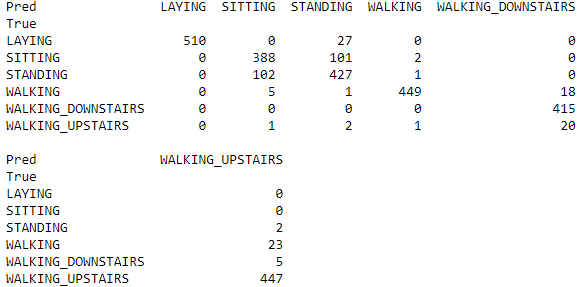 Pred LAYING SITTING STANDING WALKING WALKING_DOWNSTAIRS
True
LAYING 510 0 27 0 0
SITTING 0 388 101 2 0
STANDING 0 102 427 1 0
WALKING 0 5 1 449 18
WALKING_DOWNSTAIRS 0 0 0 0 415
WALKING_UPSTAIRS 0 1 2 1 20
Pred WALKING_UPSTAIRS
True
LAYING 0
SITTING 0
STANDING 2
WALKING 23
WALKING_DOWNSTAIRS 5
WALKING_UPSTAIRS 447